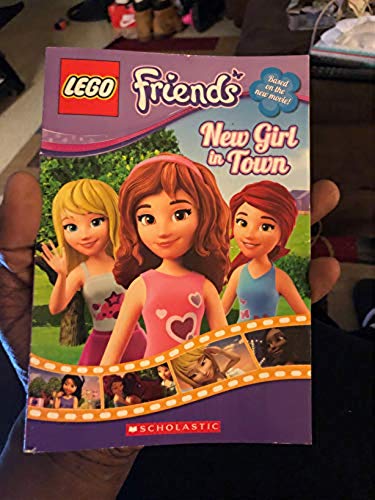 LEGO
Friends
Based
on the
new movie!
New Girl
in Town
SCHOLASTIC